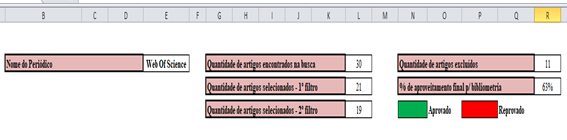 B C D E F G H I J K L M N O P Q R
Nome do Periódico Web Of Science Quantidade de artigos encontrados na busca 30 Quantidade de artigos excluídos 11
Quantidade de artigos selecionados - 1º filtro 21 % de aproveitamento final p/ bibliometria 63%
Quantidade de artigos selecionados - 2º filtro 19 Aprovado Reprovado